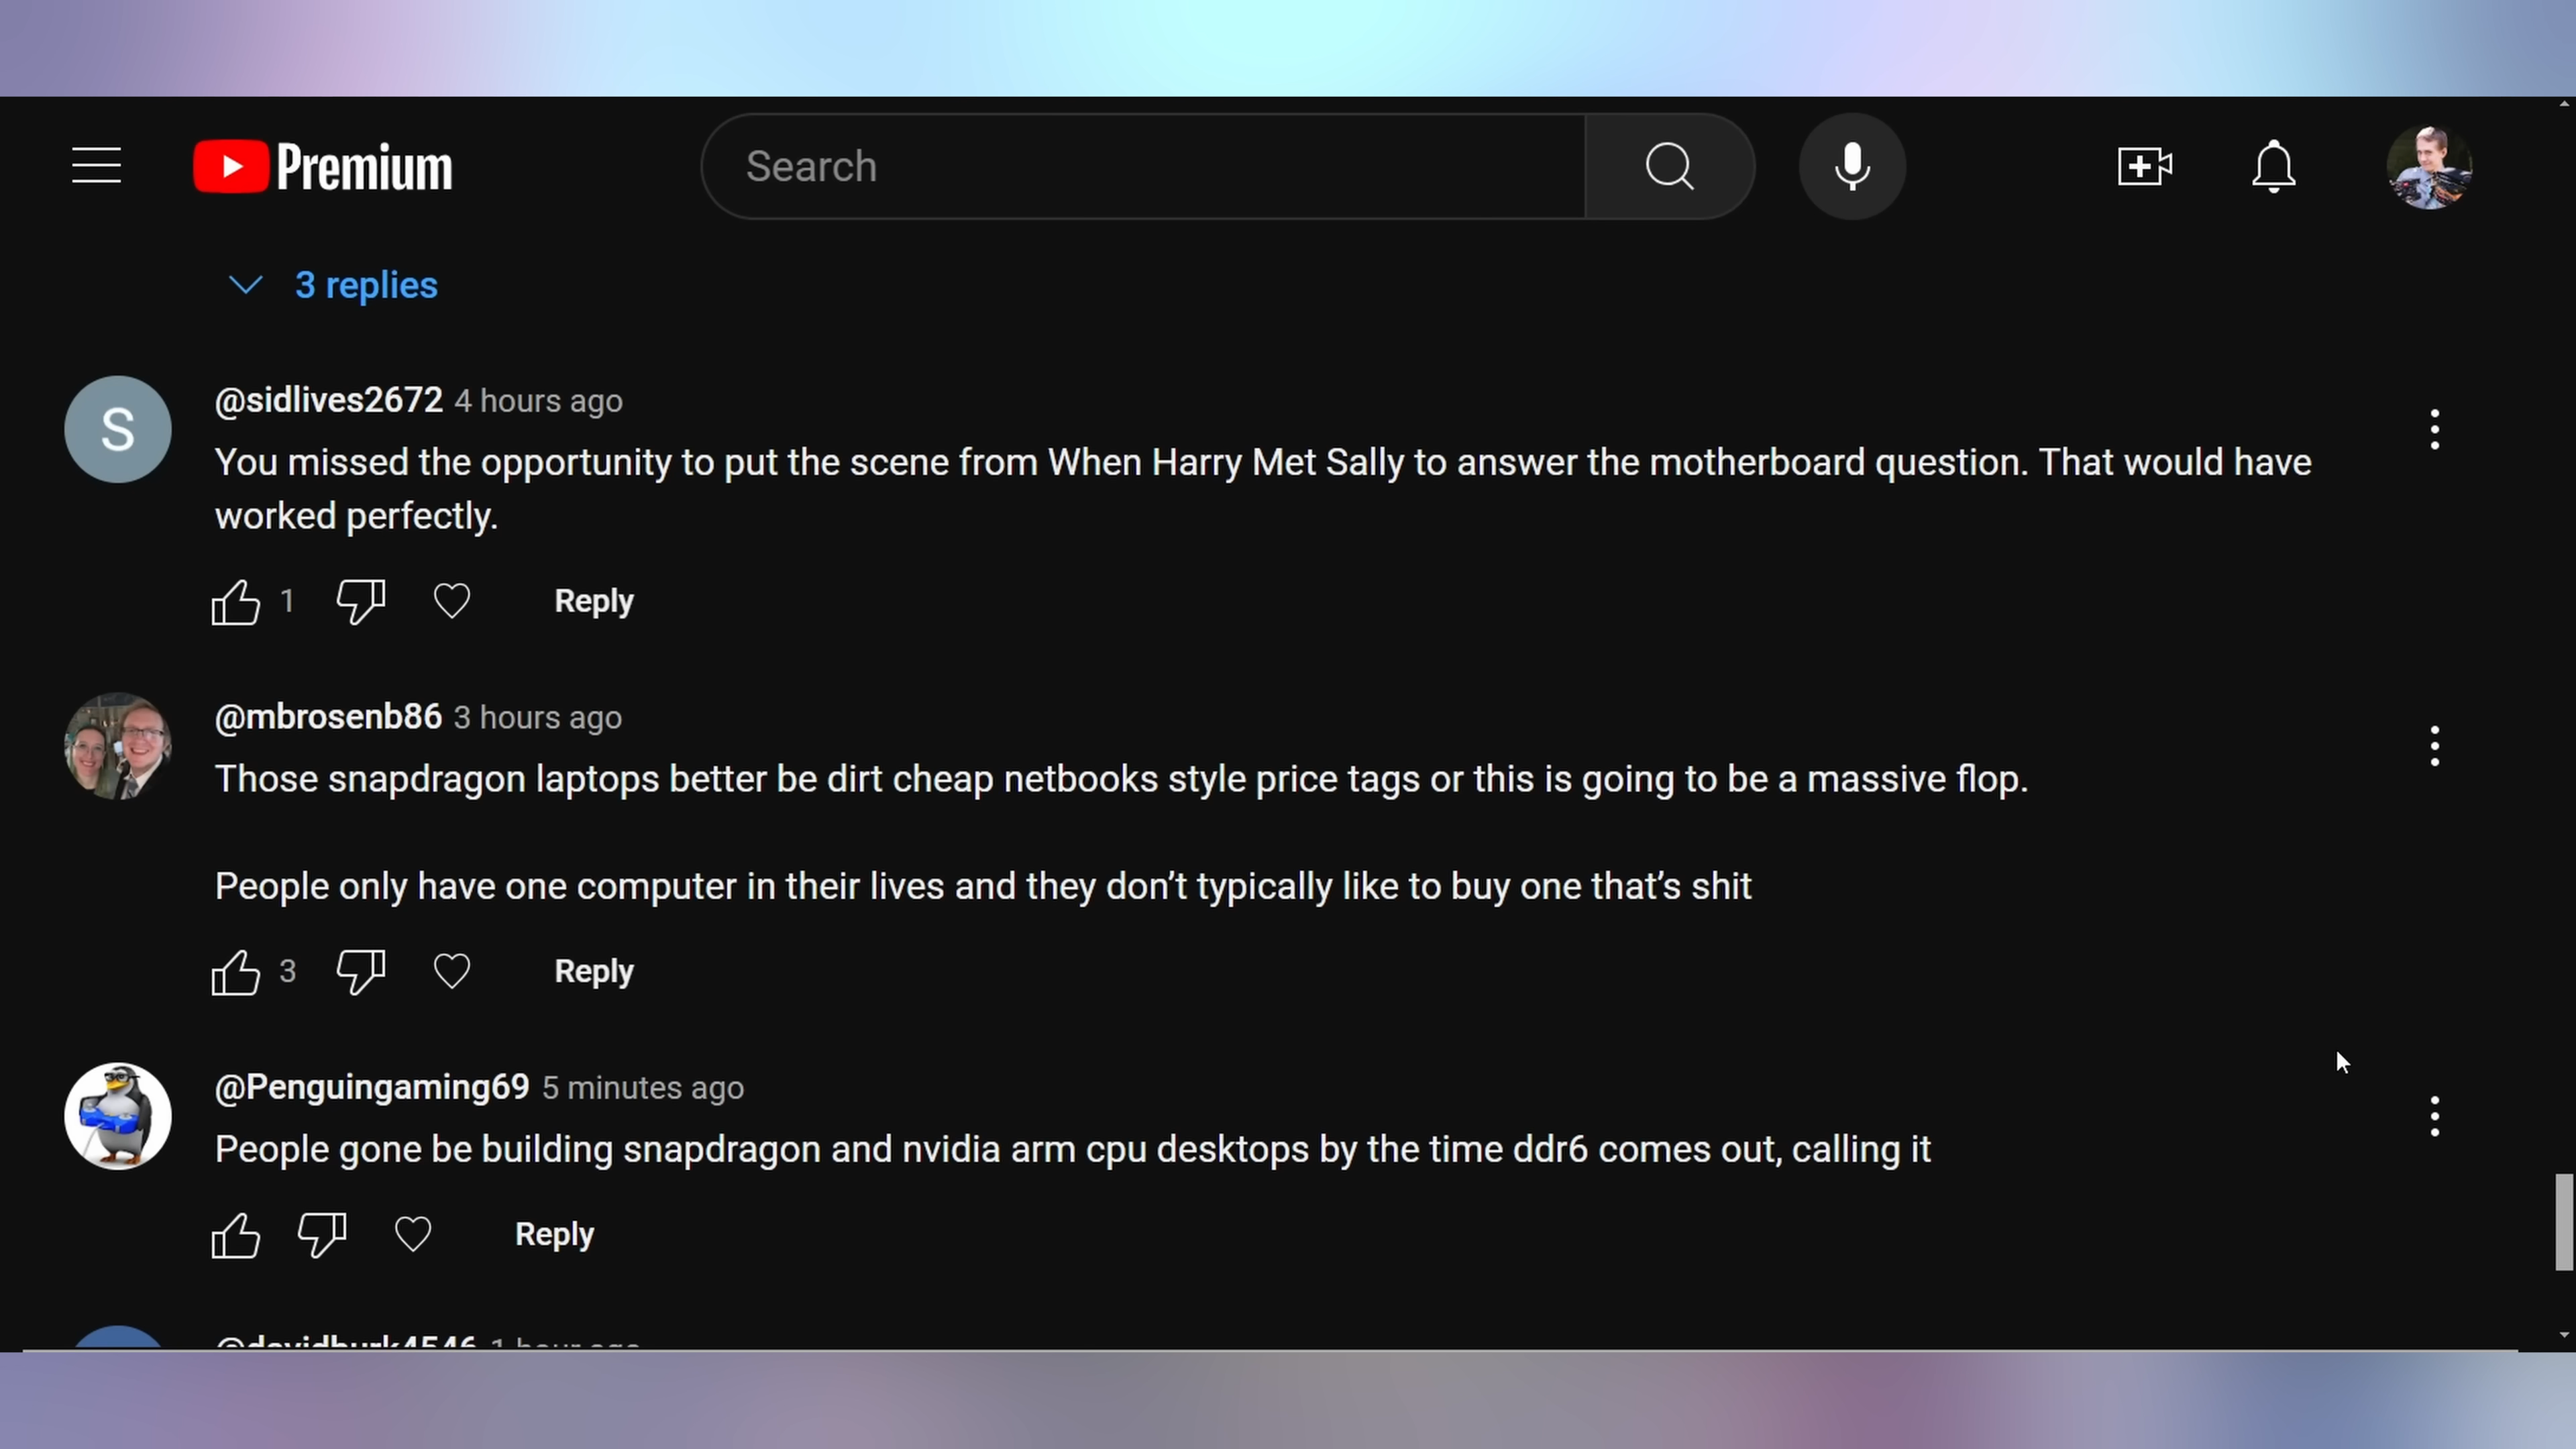 Premium
Search
3 replies
@sidlives2672 4 hours ago
S
You missed the opportunity to put the scene from When Harry Met Sally to answer the motherboard question. That would have
worked perfectly.
1 Reply
@mbrosenb86 3 hours ago
Those snapdragon laptops better be dirt cheap netbooks style price tags or this is going to be a massive flop.
People only have one computer in their lives and they don’t typically like to buy one that’s shit
3 Reply
@Penguingaming69 5 minutes ago
People gone be building snapdragon and nvidia arm cpu desktops by the time ddr6 comes out, calling it
Reply
@davidburk4546 1 hour ago